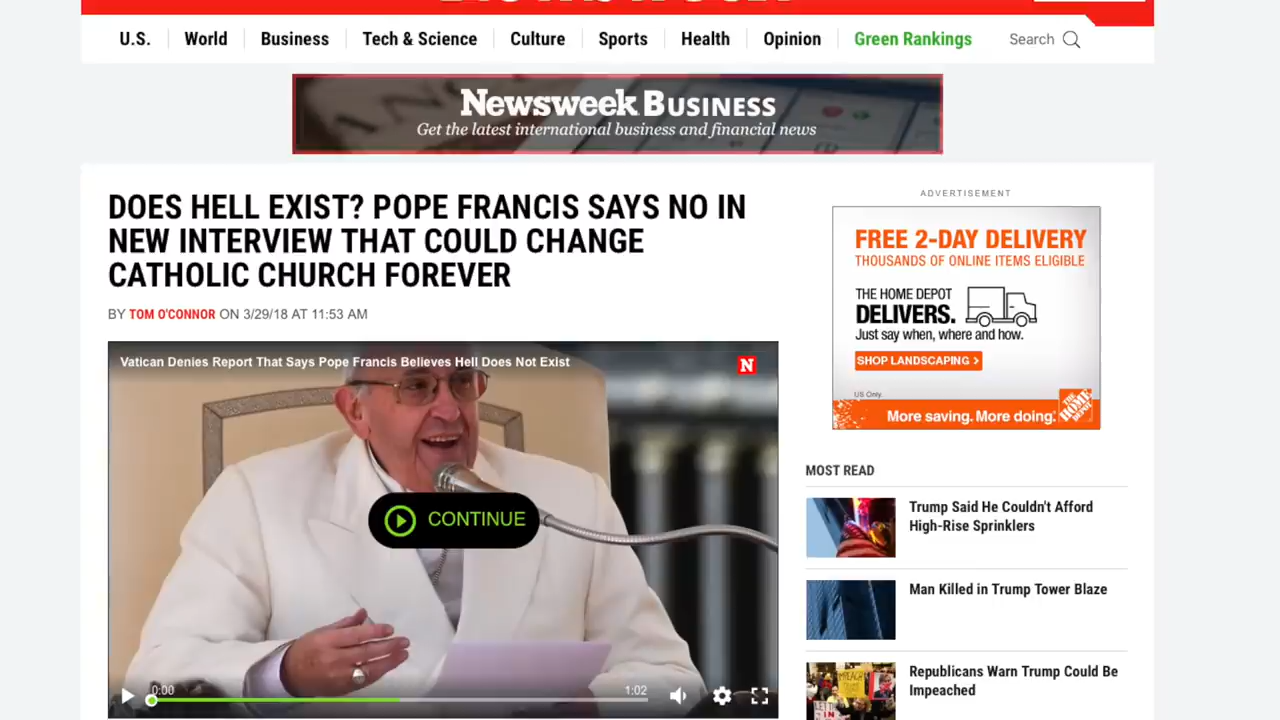 U.S.
World
Business
Tech & Science
Culture
Sports
Health
Opinion
Green Rankings
Search
Newsweek BUSINESS
Get the latest international business and financial news
DOES HELL EXIST? POPE FRANCIS SAYS NO IN
NEW INTERVIEW THAT COULD CHANGE
CATHOLIC CHURCH FOREVER
BY TOM O'CONNOR ON 3/29/18 AT 11:53 AM
Vatican Denies Report That Says Pope Francis Believes Hell Does Not Exist
N
CONTINUE
0:00
1:02
ADVERTISEMENT
FREE 2-DAY DELIVERY
THOUSANDS OF ONLINE ITEMS ELIGIBLE
THE HOME DEPOT
DELIVERS.
Just say when, where and how.
SHOP LANDSCAPING >
US Only.
More saving. More doing.
THE HOME DEPOT
MOST READ
Trump Said He Couldn't Afford
High-Rise Sprinklers
Man Killed in Trump Tower Blaze
Republicans Warn Trump Could Be
Impeached